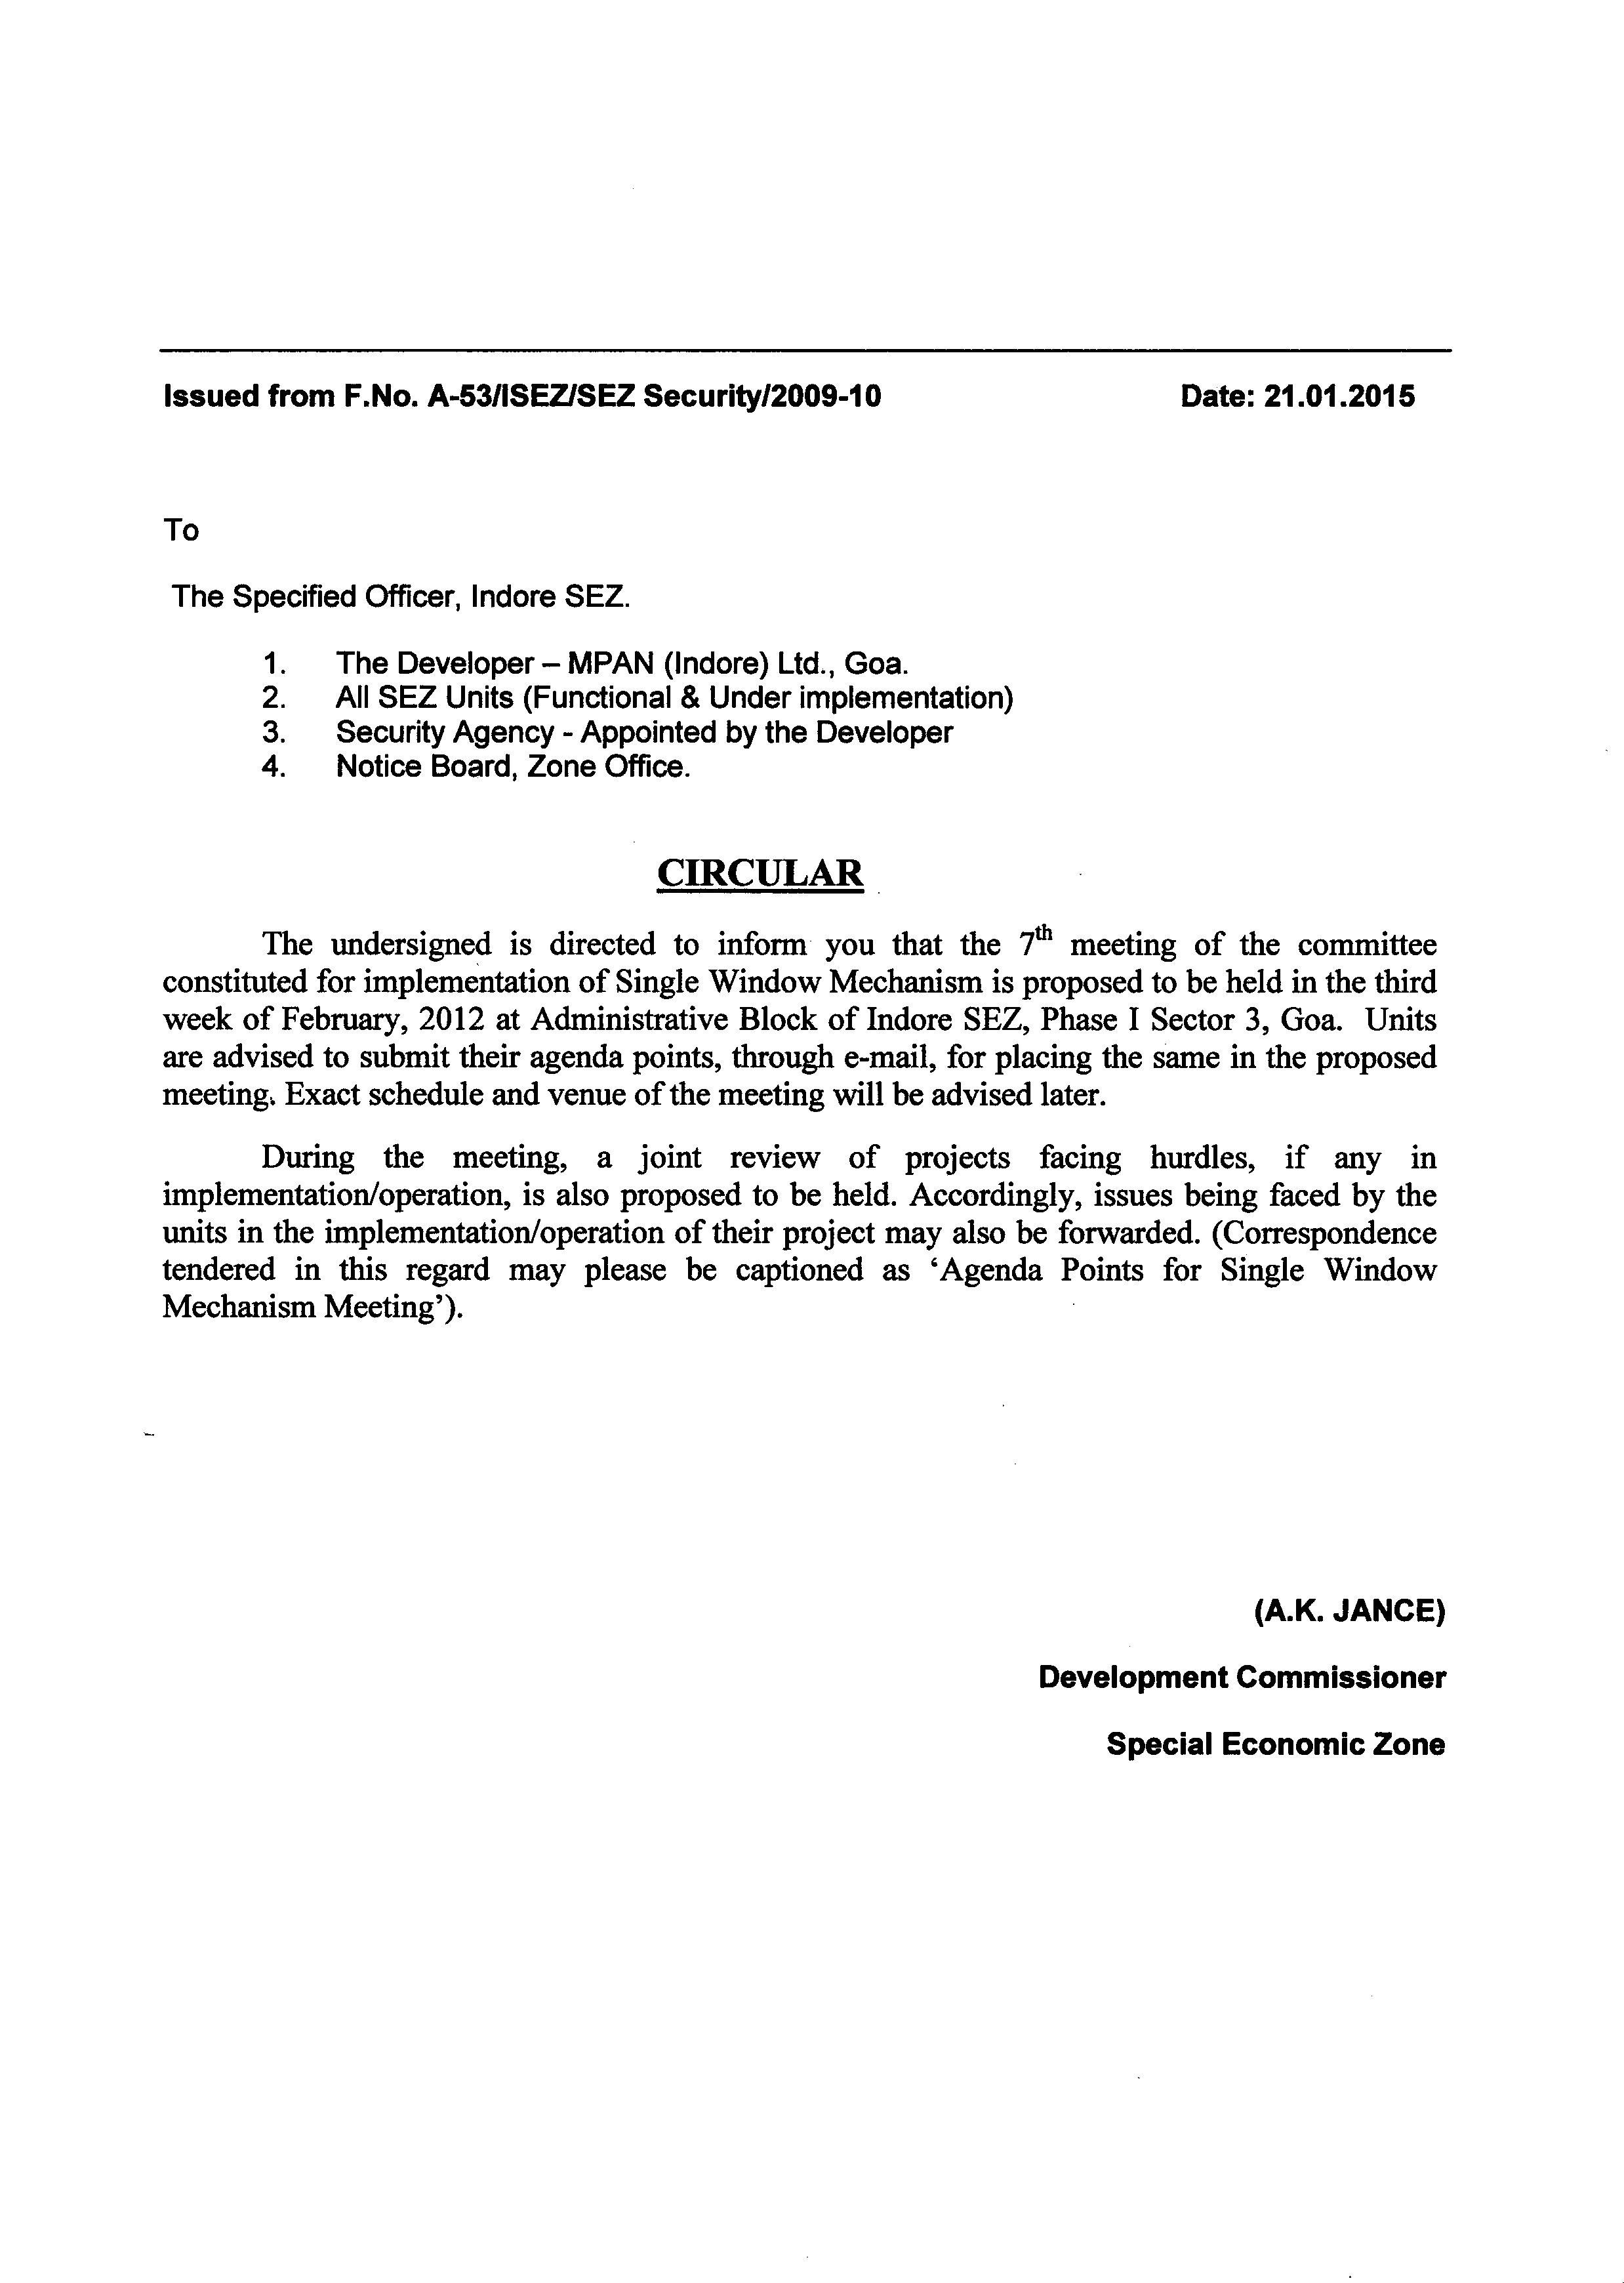 Issued from F.No. A-53/ISEZ/SEZ Security/2009-10 Date: 21.01.2015
To
The Specified Officer, Indore SEZ.
1. The Developer – MPAN (Indore) Ltd., Goa.
2. All SEZ Units (Functional & Under implementation)
3. Security Agency - Appointed by the Developer
4. Notice Board, Zone Office.
CIRCULAR
The undersigned is directed to inform you that the 7th meeting of the committee
constituted for implementation of Single Window Mechanism is proposed to be held in the third
week of February, 2012 at Administrative Block of Indore SEZ, Phase I Sector 3, Goa. Units
are advised to submit their agenda points, through e-mail, for placing the same in the proposed
meeting. Exact schedule and venue of the meeting will be advised later.
During the meeting, a joint review of projects facing hurdles, if any in
implementation/operation, is also proposed to be held. Accordingly, issues being faced by the
units in the implementation/operation of their project may also be forwarded. (Correspondence
tendered in this regard may please be captioned as ‘Agenda Points for Single Window
Mechanism Meeting’).
(A.K. JANCE)
Development Commissioner
Special Economic Zone